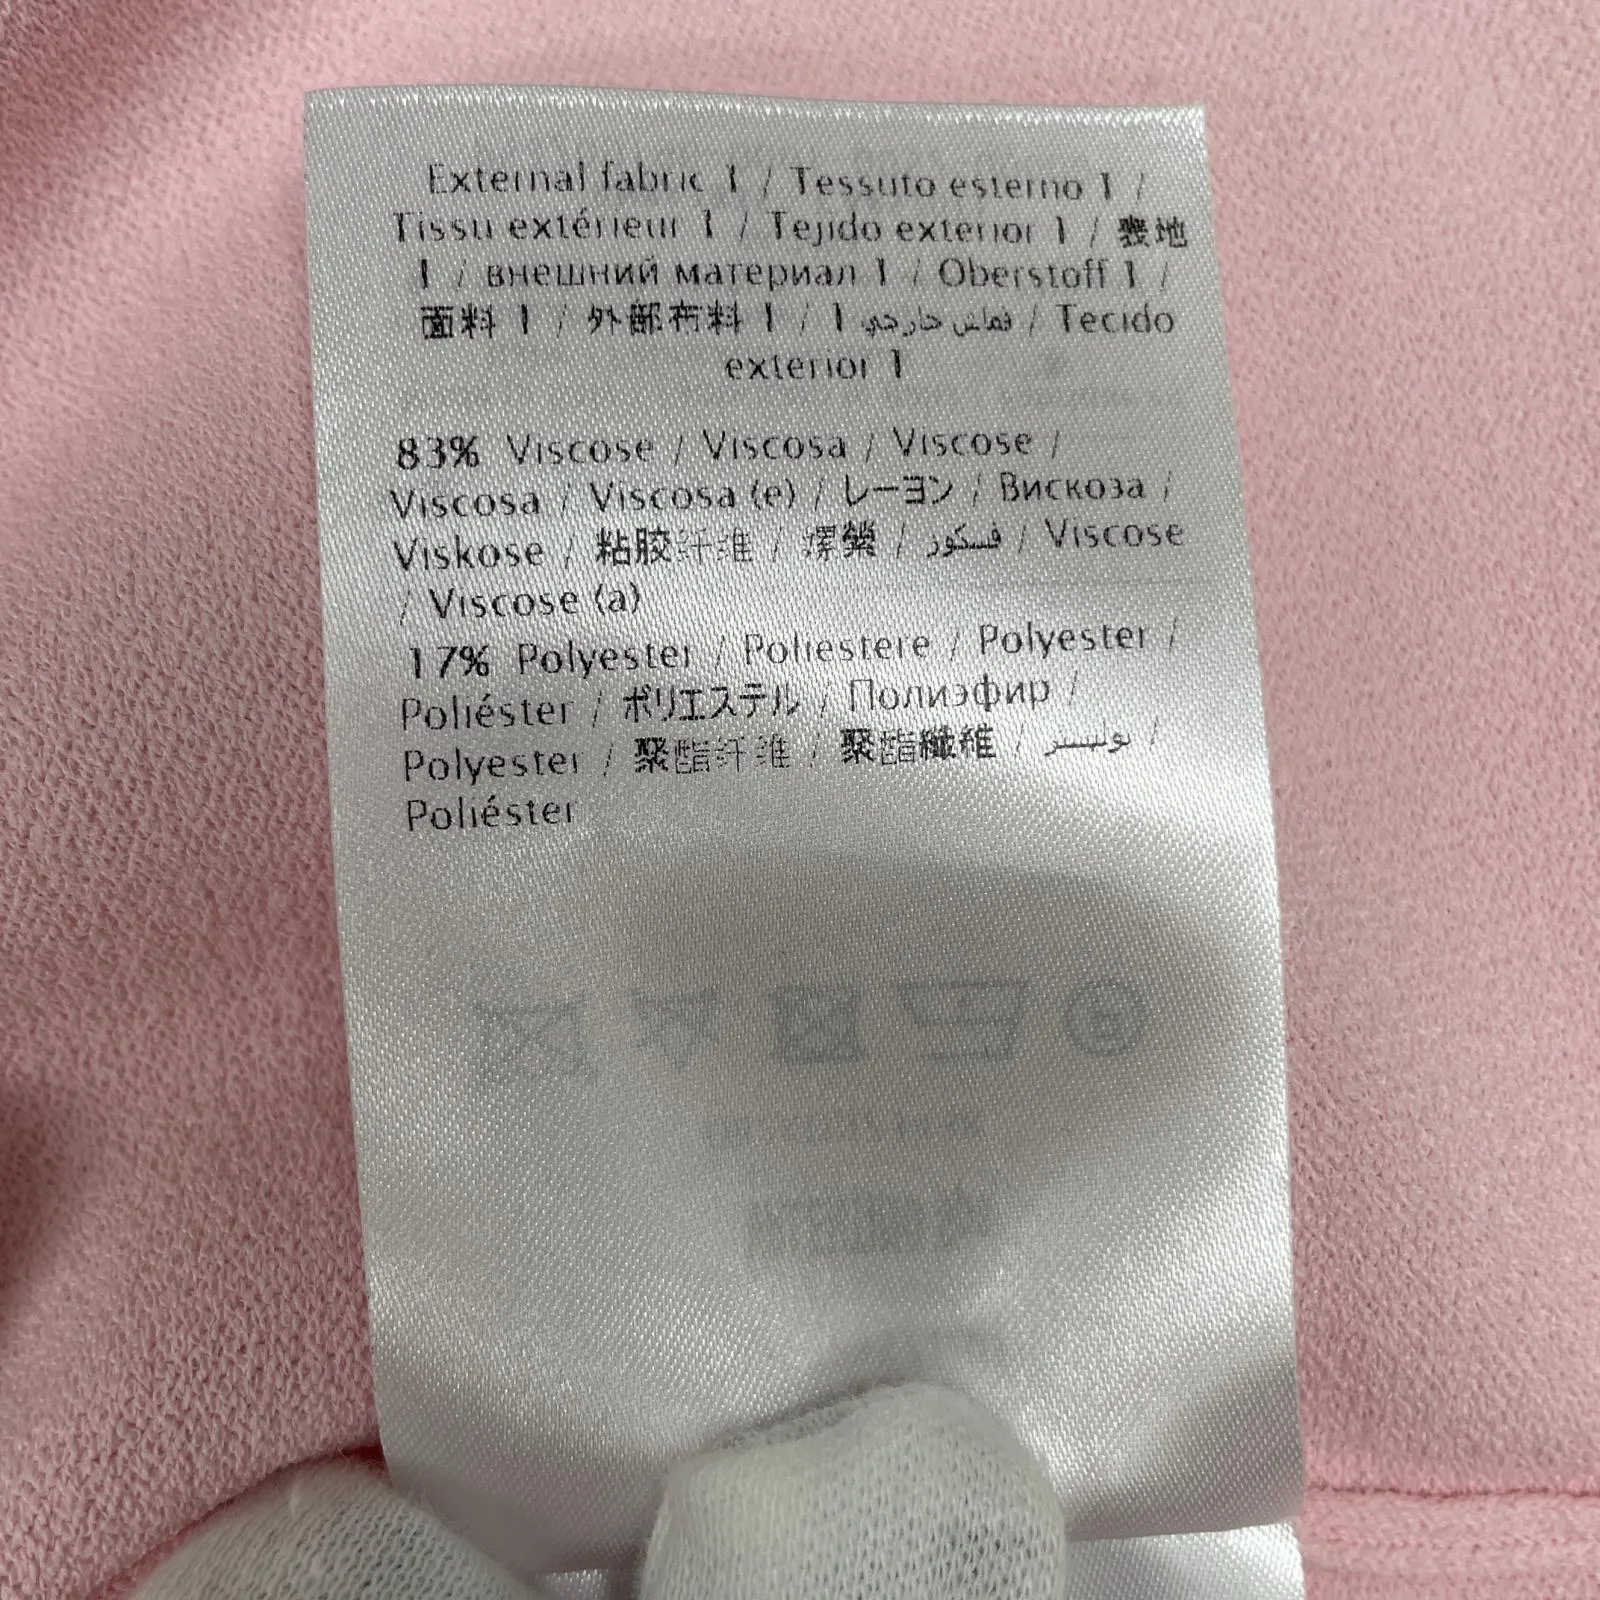 External fabric 1 / Tessuto esterno 1 /
Tissu extérieur 1 / Tejido exterior 1 / 表地
1 / внешний материал 1 / Oberstoff 1 /
面料 1 / 外部布料 1 / 1 قماش خارجي / Tecido
exterior 1
83% Viscose / Viscosa / Viscose /
Viscosa / Viscosa (e) / レーヨン / Вискоза /
Viskose / 粘胶纤维 / 嫘縈 / فسكوز / Viscose
/ Viscose (a)
17% Polyester / Poliestere / Polyester /
Poliéster / ポリエステル / Полиэфир /
Polyester / 聚酯纤维 / 聚酯纖維 / بوليستر /
Poliéster